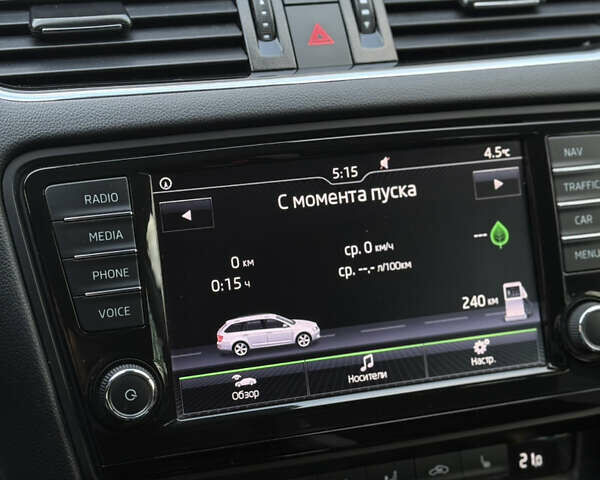 5:15
4.5°C
С момента пуска
0 км
0:15 ч
ср. 0 км/ч
ср. --,- л/100км
---
240 км
Обзор
Носители
Настр.
RADIO
MEDIA
PHONE
VOICE
NAV
TRAFFIC
CAR
MENU
21.0